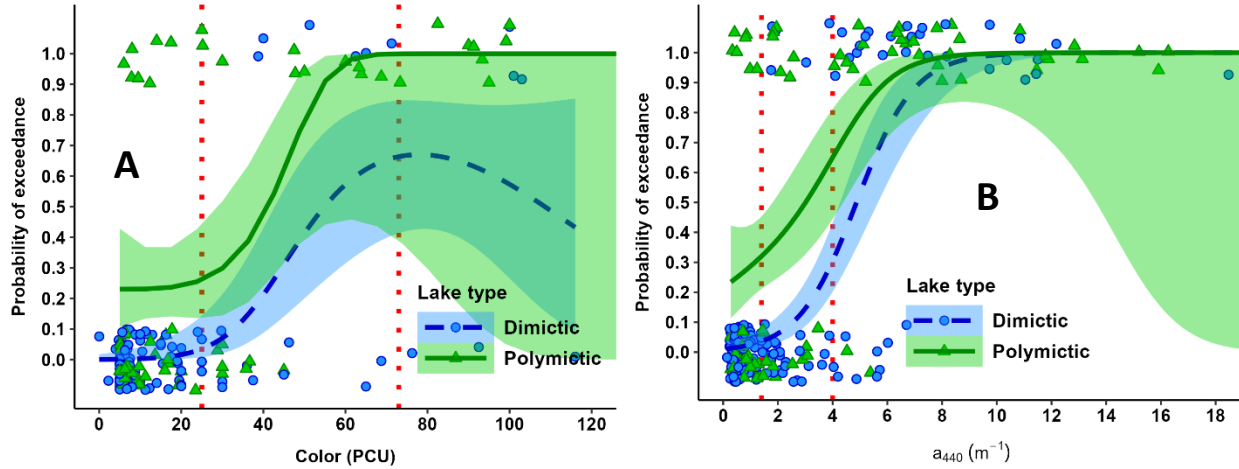 Probability of exceedance
1.0
0.9
0.8
0.7
0.6
0.5
0.4
0.3
0.2
0.1
0.0
A
Lake type
Dimictic
Polymictic
0 20 40 60 80 100 120
Color (PCU)
Probability of exceedance
1.0
0.9
0.8
0.7
0.6
0.5
0.4
0.3
0.2
0.1
0.0
B
Lake type
Dimictic
Polymictic
0 2 4 6 8 10 12 14 16 18
a₄₄₀ (m⁻¹)